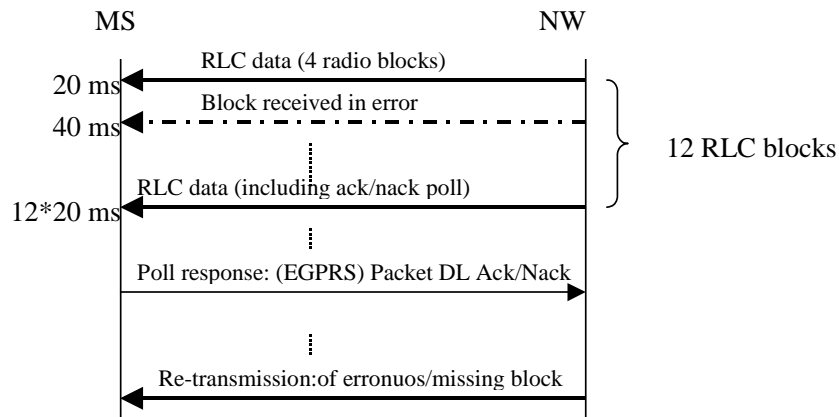 MS
NW
RLC data (4 radio blocks)
20 ms
Block received in error
40 ms
12 RLC blocks
RLC data (including ack/nack poll)
12*20 ms
Poll response: (EGPRS) Packet DL Ack/Nack
Re-transmission:of erronuos/missing block